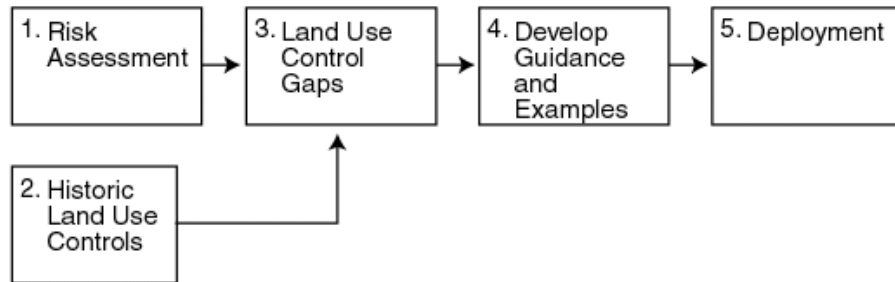 1. Risk
Assessment
3. Land Use
Control
Gaps
4. Develop
Guidance
and
Examples
5. Deployment
2. Historic
Land Use
Controls